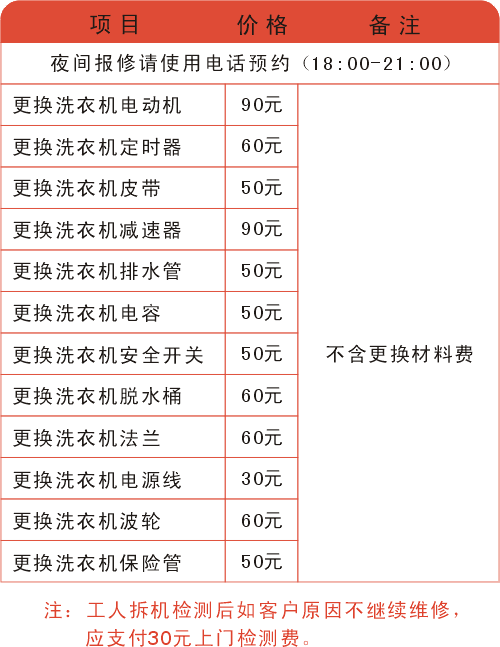 项目 价格 备注
夜间报修请使用电话预约（18:00-21:00）
更换洗衣机电动机 90元
更换洗衣机定时器 60元
更换洗衣机皮带 50元
更换洗衣机减速器 90元
更换洗衣机排水管 50元
更换洗衣机电容 50元
更换洗衣机安全开关 50元 不含更换材料费
更换洗衣机脱水桶 60元
更换洗衣机法兰 60元
更换洗衣机电源线 30元
更换洗衣机波轮 60元
更换洗衣机保险管 50元
注：工人拆机检测后如客户原因不继续维修，
应支付30元上门检测费。